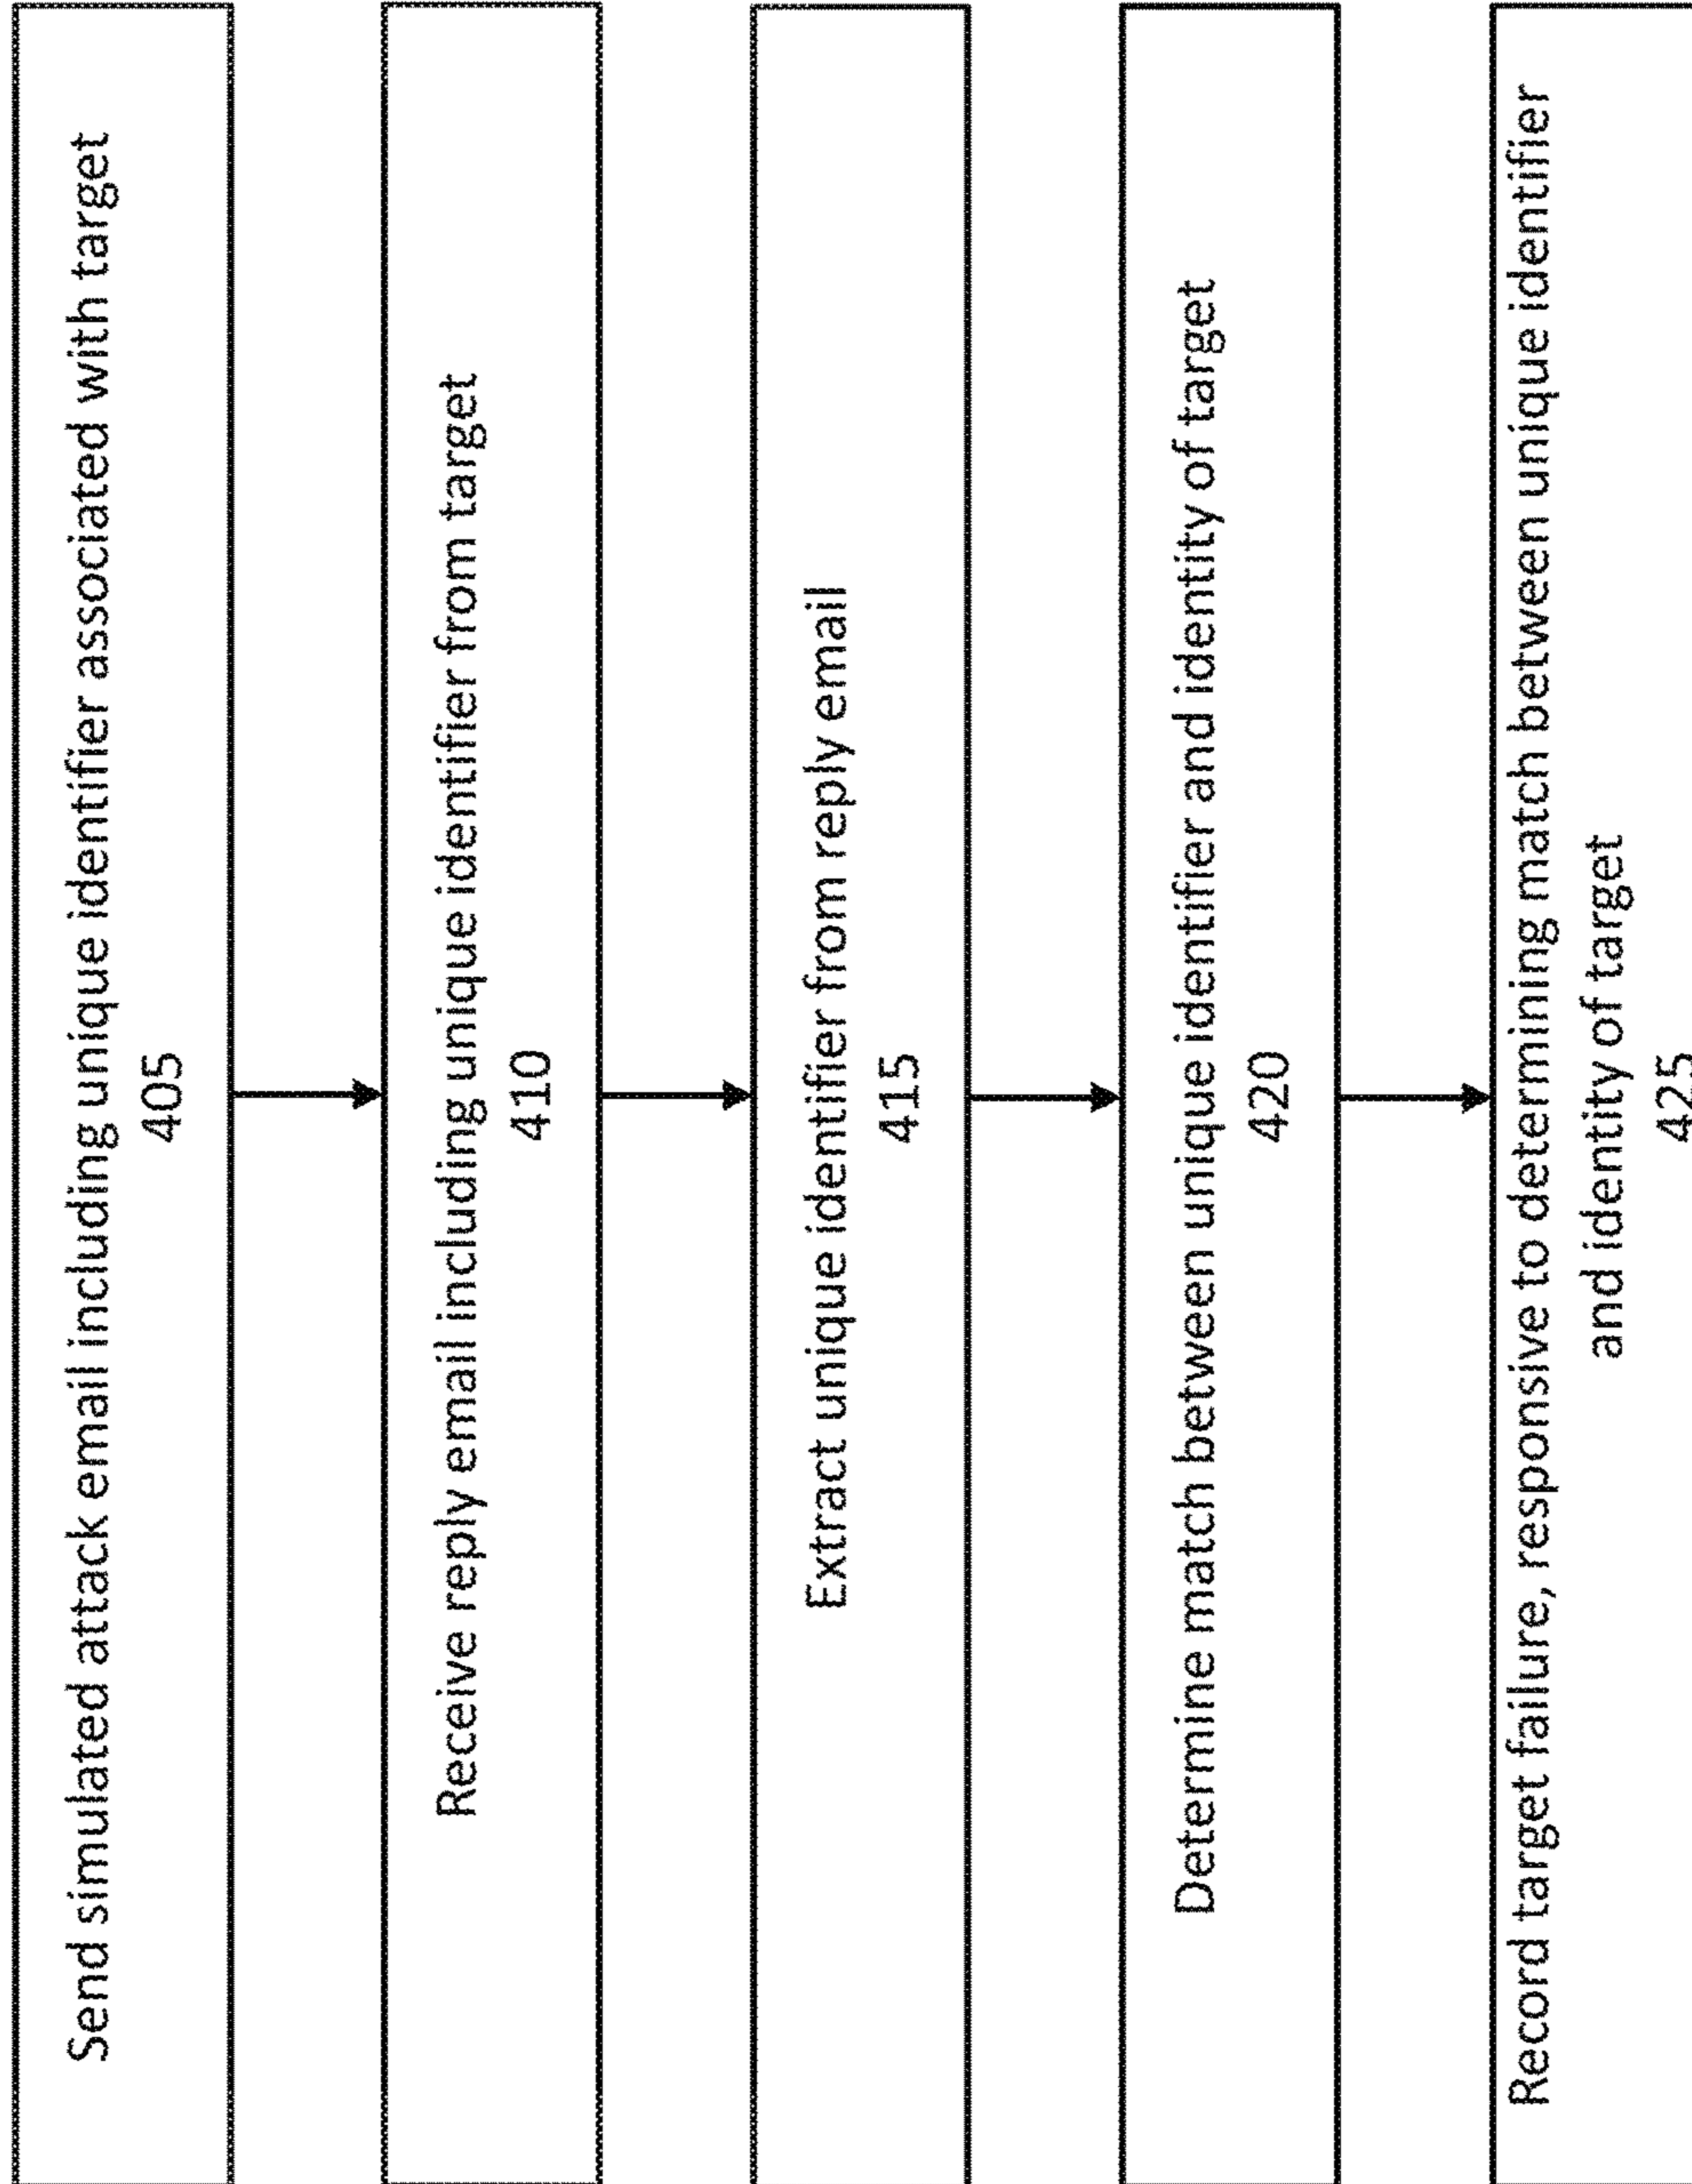 Send simulated attack email including unique identifier associated with target
405
Receive reply email including unique identifier from target
410
Extract unique identifier from reply email
415
Determine match between unique identifier and identity of target
420
Record target failure, responsive to determining match between unique identifier
and identity of target
425